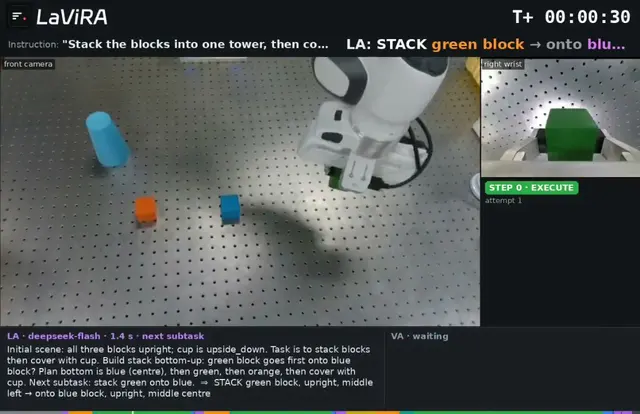 LaViRA
T+ 00:00:30
Instruction: "Stack the blocks into one tower, then co...
LA: STACK green block → onto blu...
front camera
right wrist
STEP 0 · EXECUTE
attempt 1
LA · deepseek-flash · 1.4 s · next subtask
Initial scene: all three blocks upright; cup is upside_down. Task is to stack blocks
then cover with cup. Build stack bottom-up: green block goes first onto blue
block? Plan bottom is blue (centre), then green, then orange, then cover with
cup. Next subtask: stack green onto blue. ⇒ STACK green block, upright, middle
left → onto blue block, upright, middle centre
VA · waiting